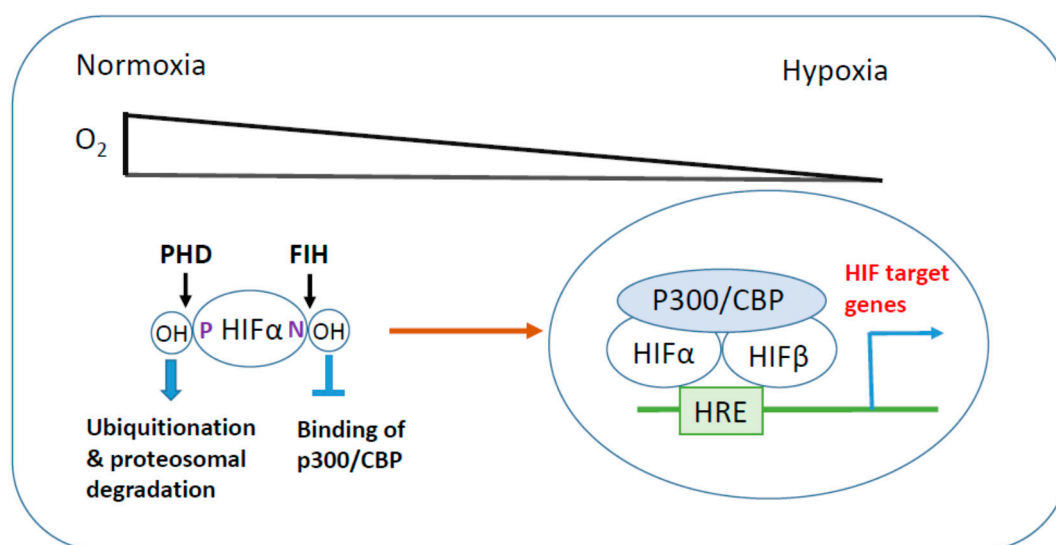 Normoxia
Hypoxia
O₂
PHD
FIH
OH
P
HIFα
N
OH
Ubiquitionation
& proteosomal
degradation
Binding of
p300/CBP
HIF target
genes
P300/CBP
HIFα
HIFβ
HRE